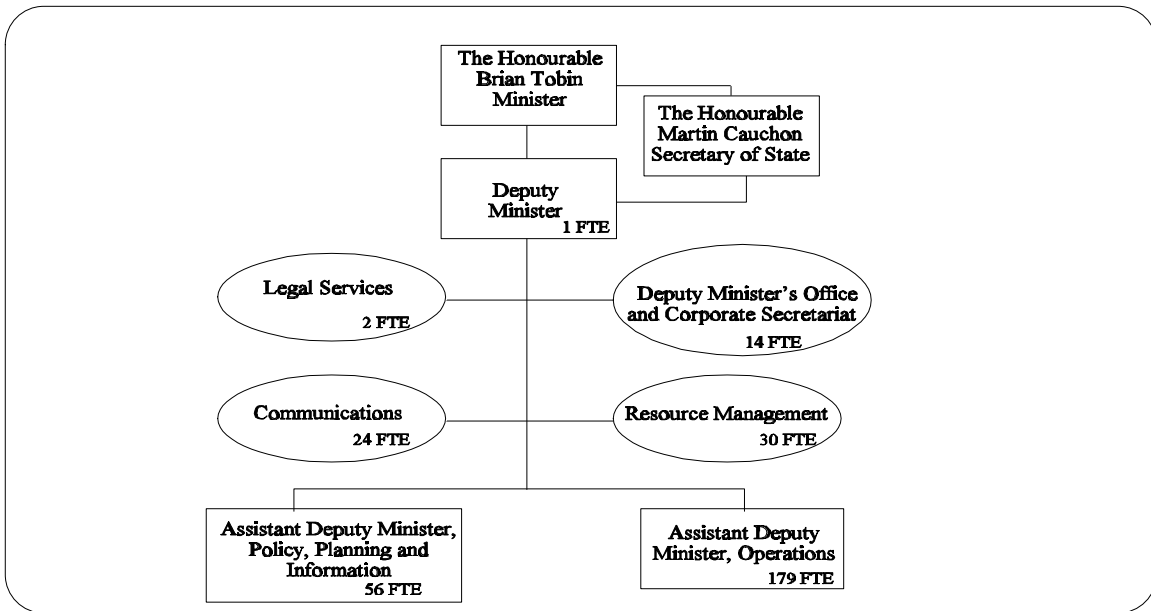 The Honourable
Brian Tobin
Minister
The Honourable
Martin Cauchon
Secretary of State
Deputy
Minister
1 FTE
Legal Services
2 FTE
Deputy Minister's Office
and Corporate Secretariat
14 FTE
Communications
24 FTE
Resource Management
30 FTE
Assistant Deputy Minister,
Policy, Planning and
Information
56 FTE
Assistant Deputy
Minister, Operations
179 FTE